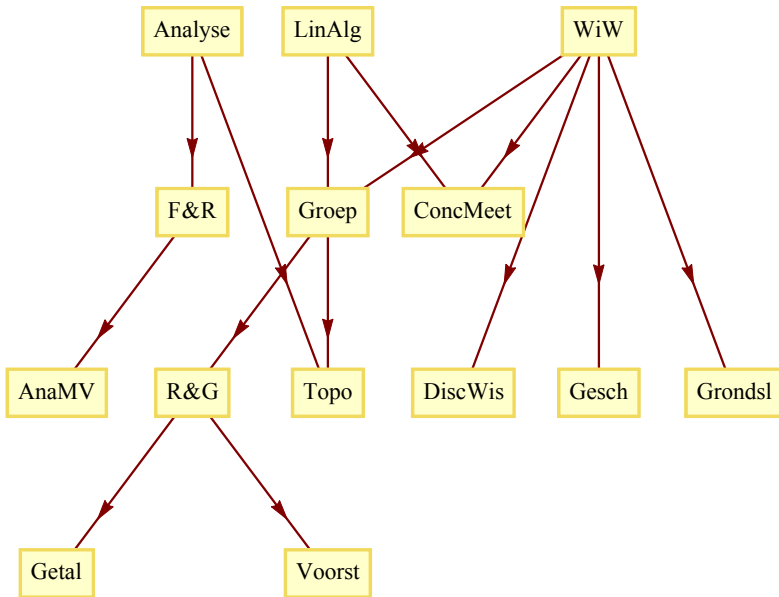 Analyse
LinAlg
WiW
F&R
Groep
ConcMeet
AnaMV
R&G
Topo
DiscWis
Gesch
Grondsl
Getal
Voorst